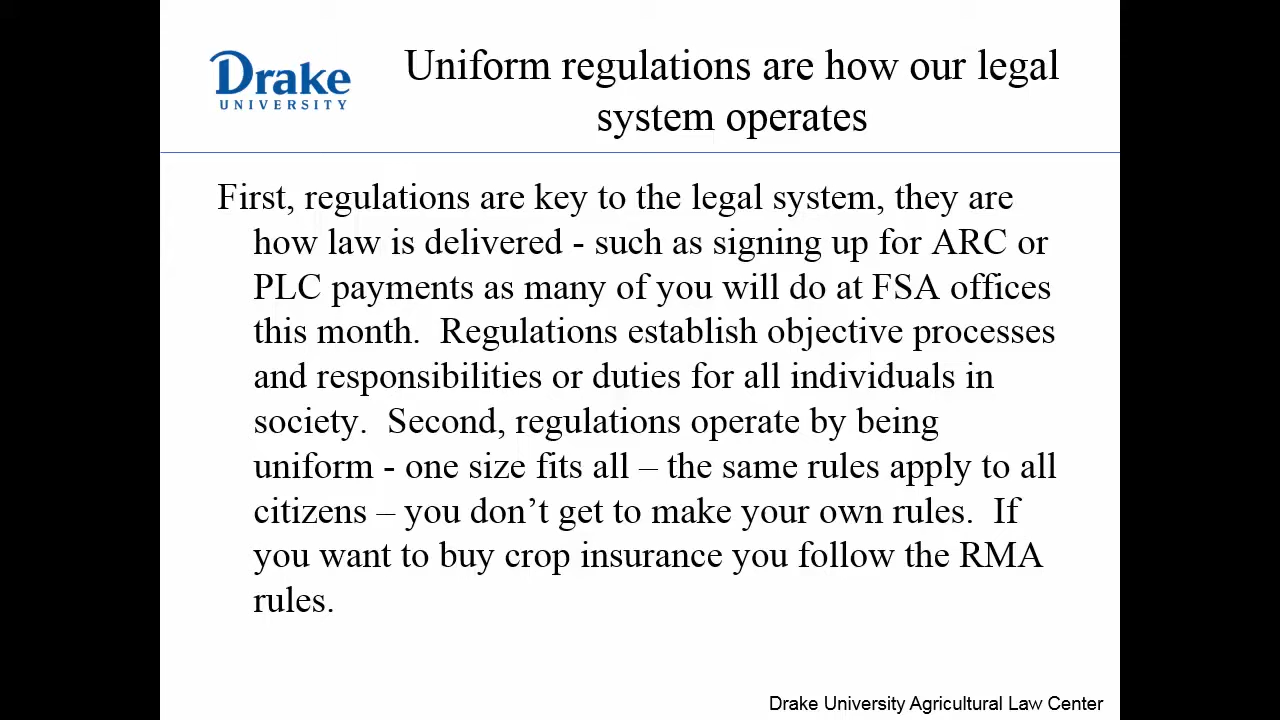 Drake
UNIVERSITY
Uniform regulations are how our legal
system operates
First, regulations are key to the legal system, they are
how law is delivered - such as signing up for ARC or
PLC payments as many of you will do at FSA offices
this month.  Regulations establish objective processes
and responsibilities or duties for all individuals in
society.  Second, regulations operate by being
uniform - one size fits all – the same rules apply to all
citizens – you don’t get to make your own rules.  If
you want to buy crop insurance you follow the RMA
rules.
Drake University Agricultural Law Center